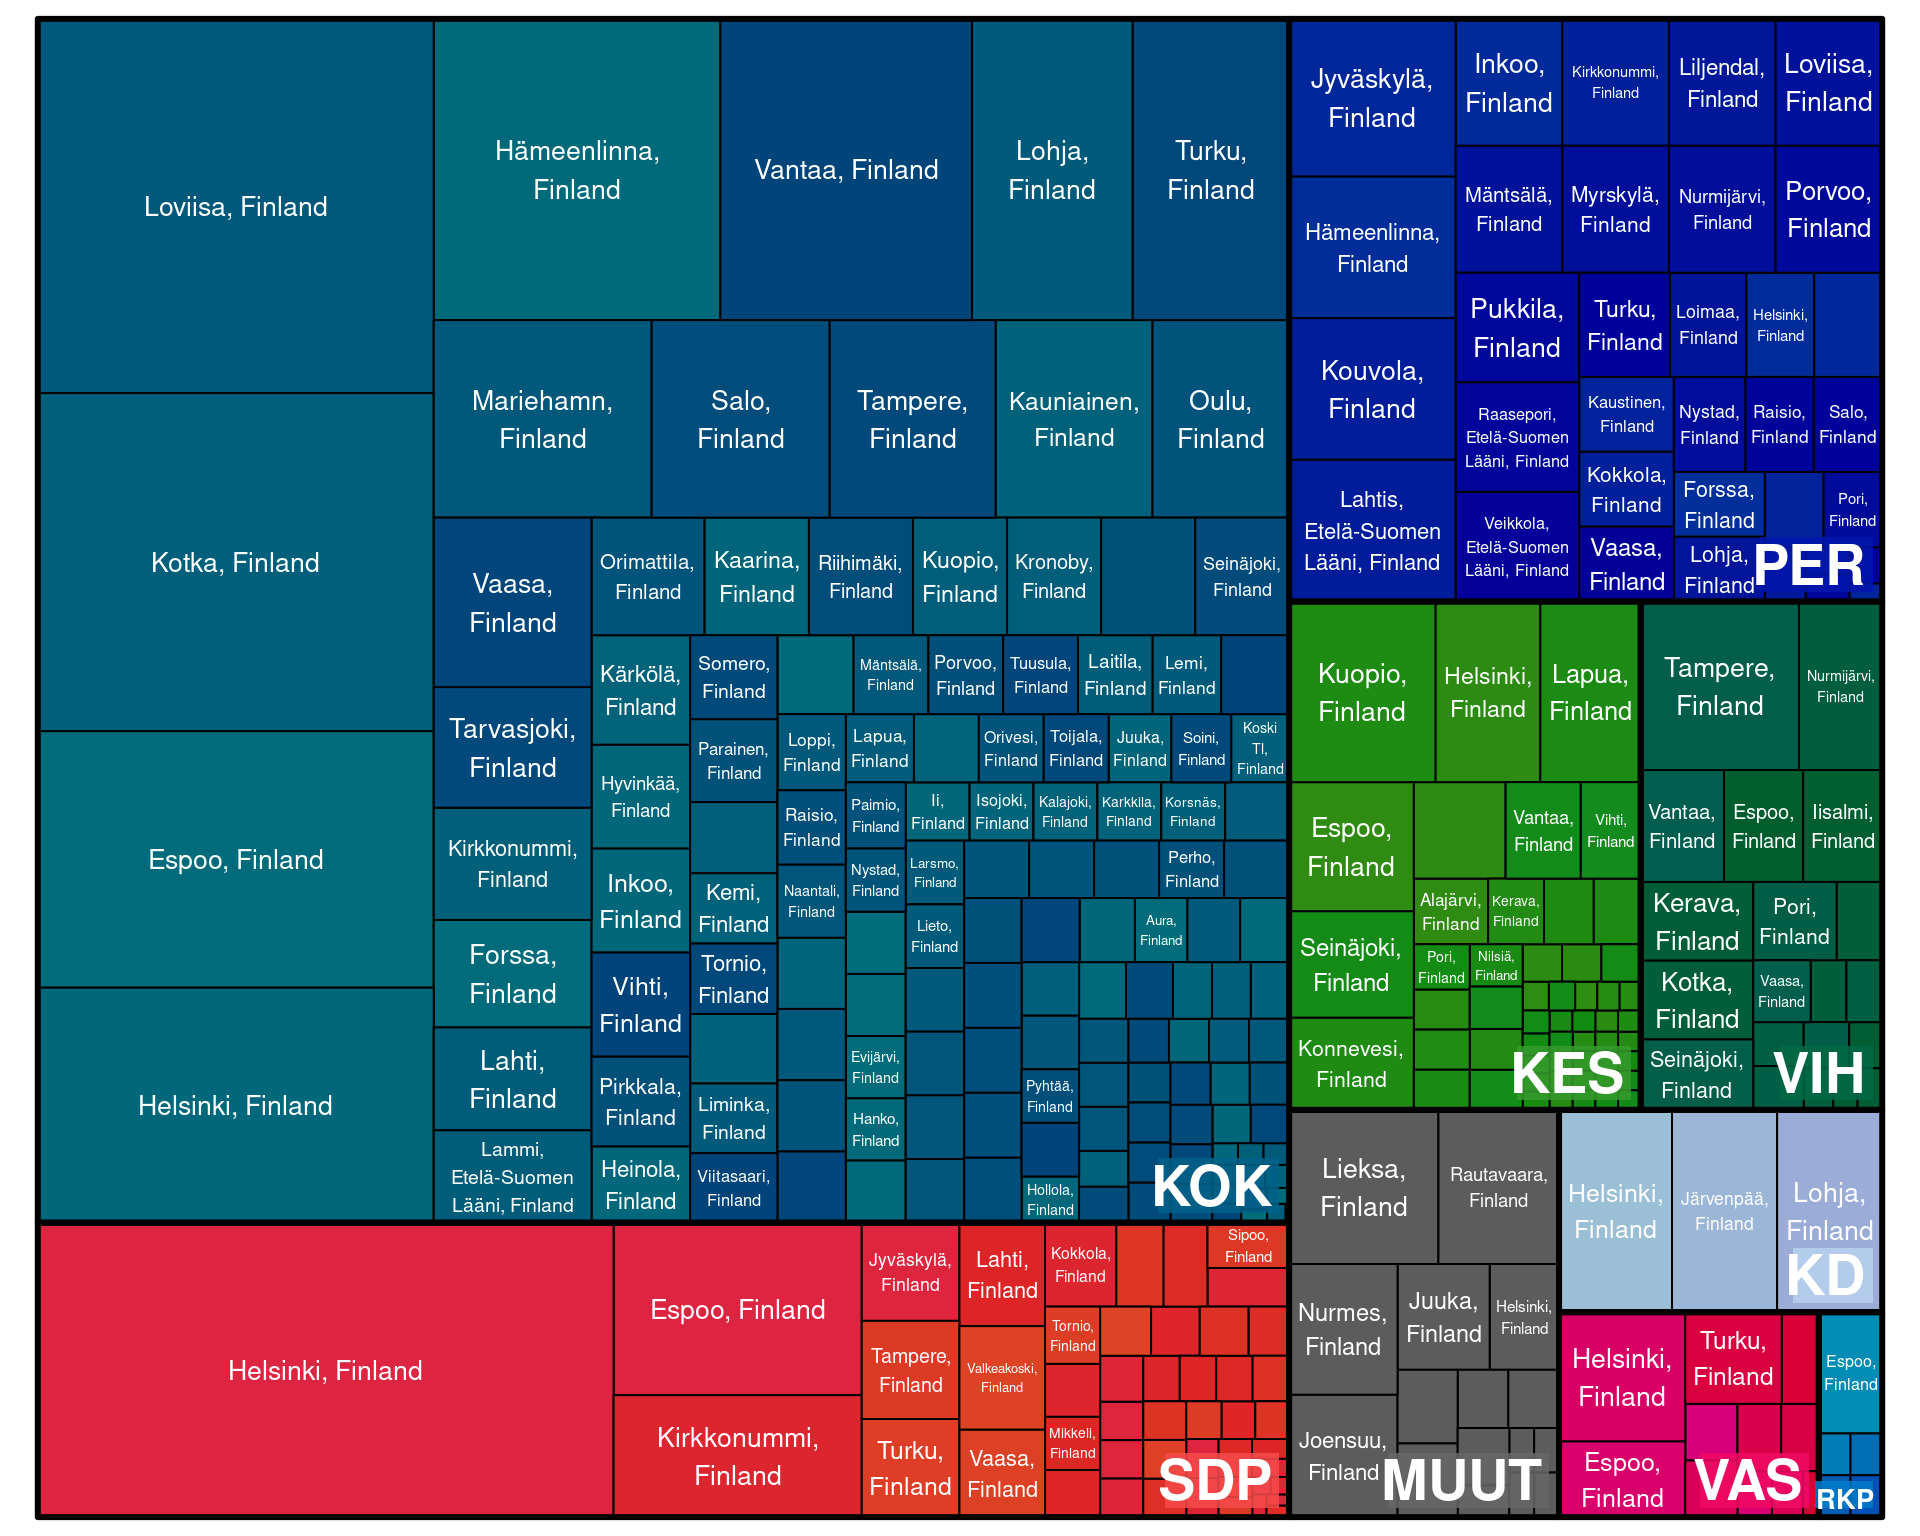 Loviisa, Finland
Kotka, Finland
Espoo, Finland
Helsinki, Finland
Hämeenlinna,
Finland
Vantaa, Finland
Lohja,
Finland
Turku,
Finland
Mariehamn,
Finland
Salo,
Finland
Tampere,
Finland
Kauniainen,
Finland
Oulu,
Finland
Vaasa,
Finland
Tarvasjoki,
Finland
Kirkkonummi,
Finland
Forssa,
Finland
Lahti,
Finland
Lammi,
Etelä-Suomen
Lääni, Finland
Orimattila,
Finland
Kaarina,
Finland
Riihimäki,
Finland
Kuopio,
Finland
Kronoby,
Finland
Seinäjoki,
Finland
Kärkölä,
Finland
Hyvinkää,
Finland
Inkoo,
Finland
Vihti,
Finland
Pirkkala,
Finland
Heinola,
Finland
Somero,
Finland
Parainen,
Finland
Kemi,
Finland
Tornio,
Finland
Liminka,
Finland
Viitasaari,
Finland
Mäntsälä,
Finland
Porvoo,
Finland
Tuusula,
Finland
Laitila,
Finland
Lemi,
Finland
Loppi,
Finland
Raisio,
Finland
Naantali,
Finland
Lapua,
Finland
Orivesi,
Finland
Toijala,
Finland
Juuka,
Finland
Soini,
Finland
Koski
Tl,
Finland
Paimio,
Finland
Nystad,
Finland
Ii,
Finland
Isojoki,
Finland
Kalajoki,
Finland
Karkkila,
Finland
Korsnäs,
Finland
Larsmo,
Finland
Perho,
Finland
Lieto,
Finland
Aura,
Finland
Evijärvi,
Finland
Hanko,
Finland
Pyhtää,
Finland
Hollola,
Finland
KOK
Jyväskylä,
Finland
Hämeenlinna,
Finland
Kouvola,
Finland
Lahtis,
Etelä-Suomen
Lääni, Finland
Inkoo,
Finland
Kirkkonummi,
Finland
Liljendal,
Finland
Loviisa,
Finland
Mäntsälä,
Finland
Myrskylä,
Finland
Nurmijärvi,
Finland
Porvoo,
Finland
Pukkila,
Finland
Raasepori,
Etelä-Suomen
Lääni, Finland
Veikkola,
Etelä-Suomen
Lääni, Finland
Turku,
Finland
Loimaa,
Finland
Helsinki,
Finland
Kaustinen,
Finland
Kokkola,
Finland
Vaasa,
Finland
Nystad,
Finland
Raisio,
Finland
Salo,
Finland
Forssa,
Finland
Lohja,
Finland
Pori,
Finland
PER
Kuopio,
Finland
Helsinki,
Finland
Lapua,
Finland
Espoo,
Finland
Seinäjoki,
Finland
Konnevesi,
Finland
Vantaa,
Finland
Vihti,
Finland
Alajärvi,
Finland
Kerava,
Finland
Pori,
Finland
Nilsiä,
Finland
KES
Tampere,
Finland
Nurmijärvi,
Finland
Vantaa,
Finland
Espoo,
Finland
Iisalmi,
Finland
Kerava,
Finland
Pori,
Finland
Kotka,
Finland
Vaasa,
Finland
Seinäjoki,
Finland
VIH
Helsinki, Finland
Espoo, Finland
Kirkkonummi,
Finland
Jyväskylä,
Finland
Tampere,
Finland
Turku,
Finland
Lahti,
Finland
Valkeakoski,
Finland
Vaasa,
Finland
Kokkola,
Finland
Sipoo,
Finland
Tornio,
Finland
Mikkeli,
Finland
SDP
Lieksa,
Finland
Rautavaara,
Finland
Nurmes,
Finland
Juuka,
Finland
Helsinki,
Finland
Joensuu,
Finland
MUUT
Helsinki,
Finland
Järvenpää,
Finland
Lohja,
Finland
KD
Helsinki,
Finland
Espoo,
Finland
Turku,
Finland
VAS
Espoo,
Finland
RKP